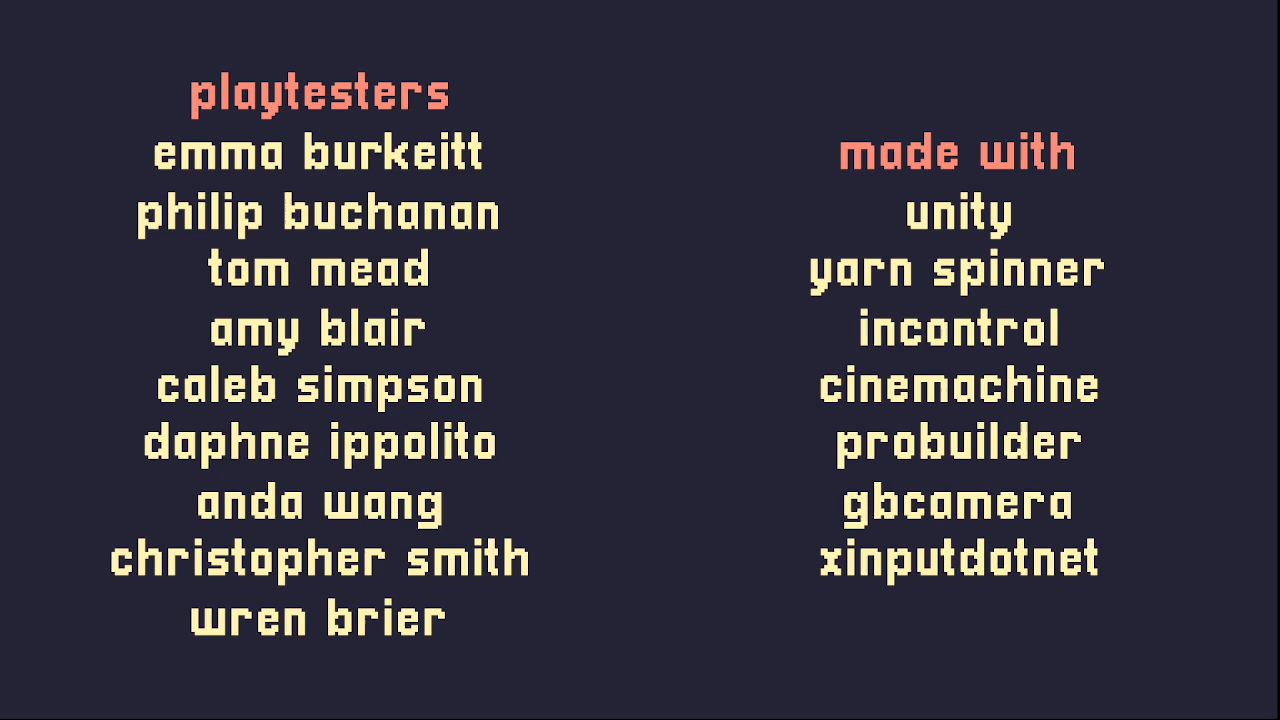 playtesters
emma burkeitt
philip buchanan
tom mead
amy blair
caleb simpson
daphne ippolito
anda wang
christopher smith
wren brier
made with
unity
yarn spinner
incontrol
cinemachine
probuilder
gbcamera
xinputdotnet